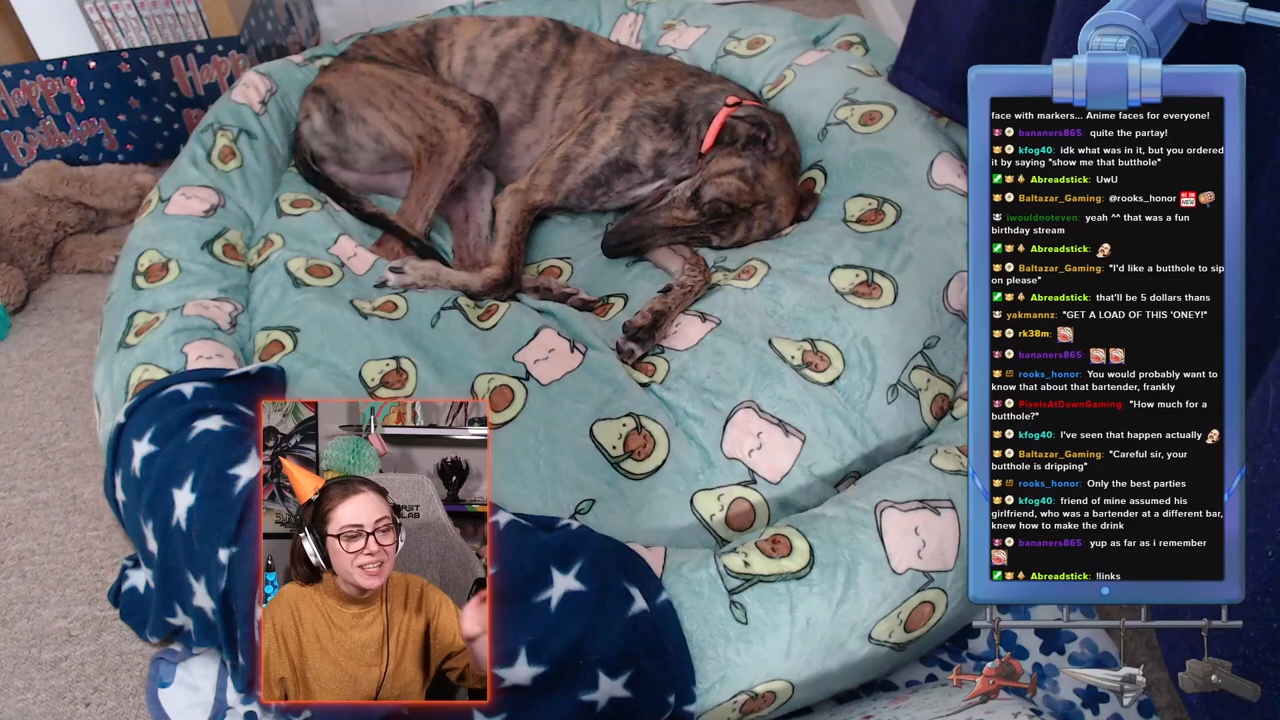 Happy
Birthday
Happy
face with markers... Anime faces for everyone!
bananers865: quite the partay!
kfog40: idk what was in it, but you ordered
it by saying "show me that butthole"
Abreadstick: UwU
Baltazar_Gaming: @rooks_honor
iwouldnoteven: yeah ^^ that was a fun
birthday stream
Abreadstick:
Baltazar_Gaming: "I'd like a butthole to sip
on please"
Abreadstick: that'll be 5 dollars thans
yakmannz: "GET A LOAD OF THIS 'ONEY!"
rk38m:
bananers865:
rooks_honor: You would probably want to
know that about that bartender, frankly
PixelsAtDawnGaming: "How much for a
butthole?"
kfog40: I've seen that happen actually
Baltazar_Gaming: "Careful sir, your
butthole is dripping"
rooks_honor: Only the best parties
kfog40: friend of mine assumed his
girlfriend, who was a bartender at a different bar,
knew how to make the drink
bananers865: yup as far as i remember
Abreadstick: !links